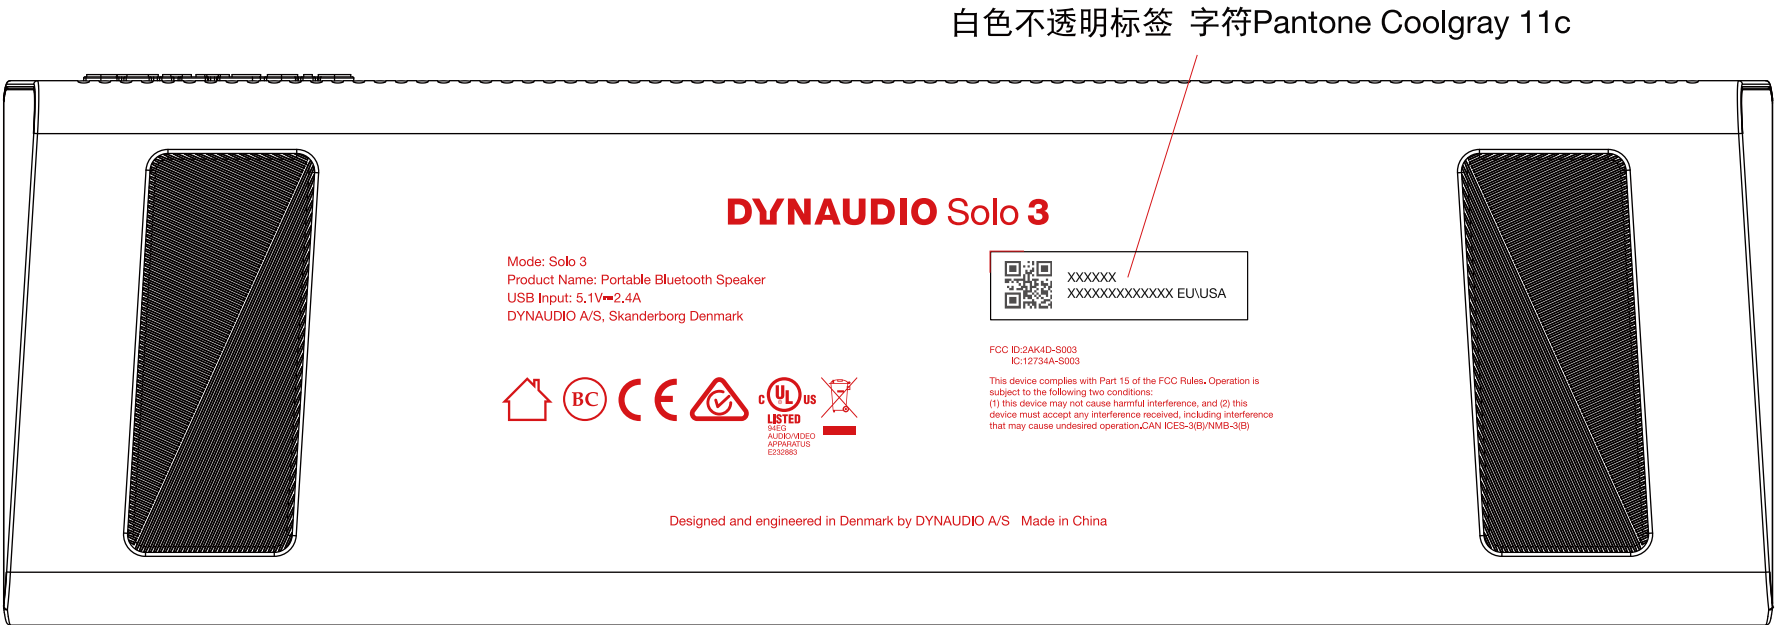 白色不透明标签 字符Pantone Coolgray 11c
DYNAUDIO Solo 3
Mode: Solo 3
Product Name: Portable Bluetooth Speaker
USB Input: 5.1V⎓2.4A
DYNAUDIO A/S, Skanderborg Denmark
XXXXXX
XXXXXXXXXXXXX EU\USA
FCC ID:2AK4D-S003
IC:12734A-S003
This device complies with Part 15 of the FCC Rules. Operation is
subject to the following two conditions:
(1) this device may not cause harmful interference, and (2) this
device must accept any interference received, including interference
that may cause undesired operation.CAN ICES-3(B)/NMB-3(B)
BC
CE
C UL US
LISTED
94EG
AUDIO/VIDEO
APPARATUS
E232883
Designed and engineered in Denmark by DYNAUDIO A/S Made in China